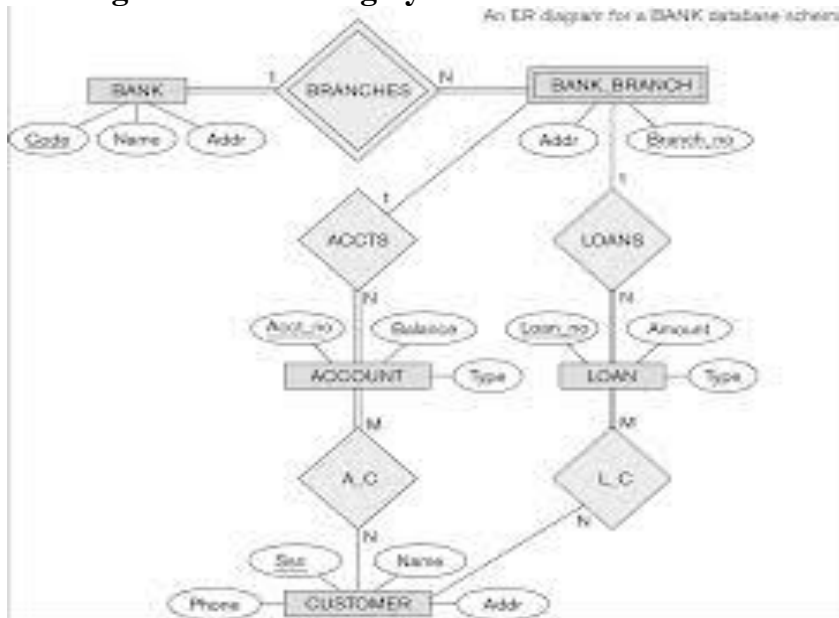 An ER diagram for a BANK database schem
BANK
1
BRANCHES
N
BANK_BRANCH
Code
Name
Addr
Addr
Branch_no
1
1
ACCTS
LOANS
N
N
Acct_no
Balance
Loan_no
Amount
ACCOUNT
Type
LOAN
Type
M
M
A_C
L_C
N
N
Ssn
Name
Phone
CUSTOMER
Addr